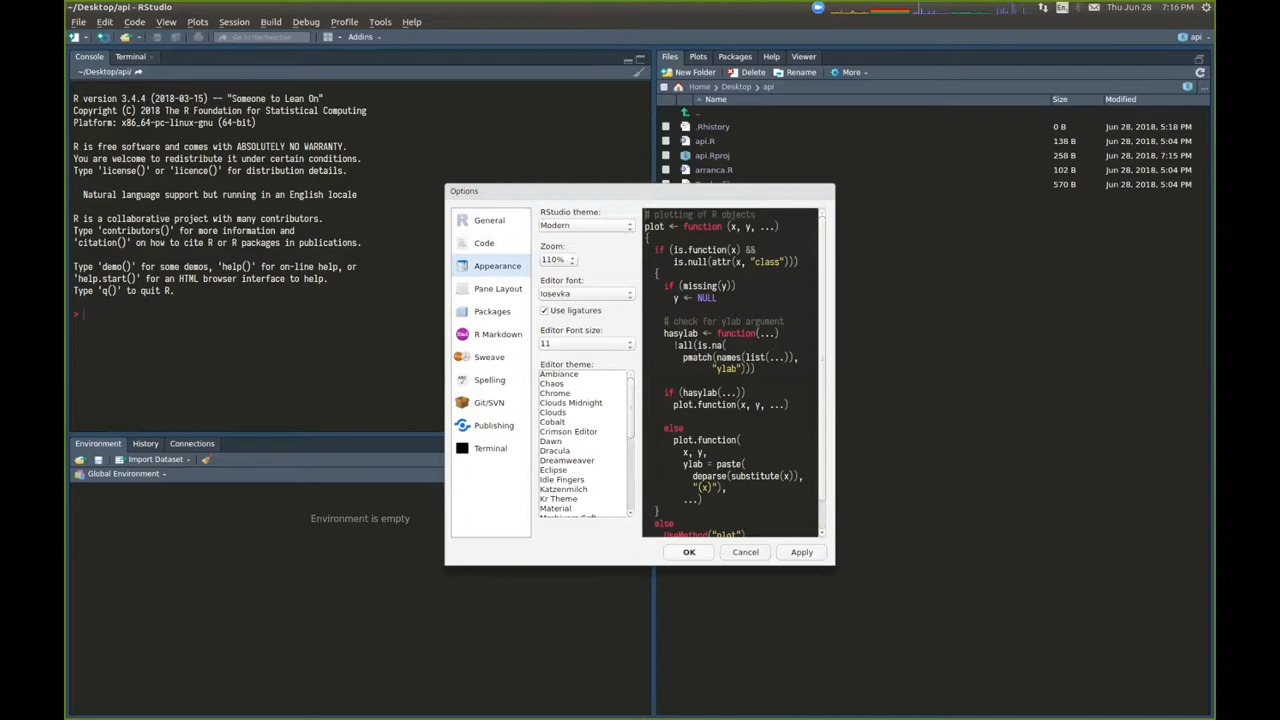 ~/Desktop/api - RStudio
En
Thu Jun 28 7:16 PM
File Edit Code View Plots Session Build Debug Profile Tools Help
Go to file/function Addins
api
Console Terminal
~/Desktop/api/
R version 3.4.4 (2018-03-15) -- "Someone to Lean On"
Copyright (C) 2018 The R Foundation for Statistical Computing
Platform: x86_64-pc-linux-gnu (64-bit)
R is free software and comes with ABSOLUTELY NO WARRANTY.
You are welcome to redistribute it under certain conditions.
Type 'license()' or 'licence()' for distribution details.
Natural language support but running in an English locale
R is a collaborative project with many contributors.
Type 'contributors()' for more information and
'citation()' on how to cite R or R packages in publications.
Type 'demo()' for some demos, 'help()' for on-line help, or
'help.start()' for an HTML browser interface to help.
Type 'q()' to quit R.
>
Environment History Connections
Import Dataset
Global Environment
Environment is empty
Files Plots Packages Help Viewer
New Folder Delete Rename More
Home Desktop api
Name Size Modified
..
.Rhistory 0 B Jun 28, 2018, 5:18 PM
api.R 138 B Jun 28, 2018, 5:04 PM
api.Rproj 258 B Jun 28, 2018, 7:15 PM
arranca.R 102 B Jun 28, 2018, 5:04 PM
570 B Jun 28, 2018, 5:04 PM
Options
General
Code
Appearance
Pane Layout
Packages
R Markdown
Sweave
Spelling
Git/SVN
Publishing
Terminal
RStudio theme:
Modern
Zoom:
110%
Editor font:
Iosevka
Use ligatures
Editor Font size:
11
Editor theme:
Ambiance
Chaos
Chrome
Clouds Midnight
Clouds
Cobalt
Crimson Editor
Dawn
Dracula
Dreamweaver
Eclipse
Idle Fingers
Katzenmilch
Kr Theme
Material
# plotting of R objects
plot <- function (x, y, ...)
{
if (is.function(x) &&
is.null(attr(x, "class")))
{
if (missing(y))
y <- NULL
# check for ylab argument
hasylab <- function(...)
!all(is.na(
pmatch(names(list(...)),
"ylab")))
if (hasylab(...))
plot.function(x, y, ...)
else
plot.function(
x, y,
ylab = paste(
deparse(substitute(x)),
"(x)"),
...)
}
else
UseMethod("plot")
OK Cancel Apply